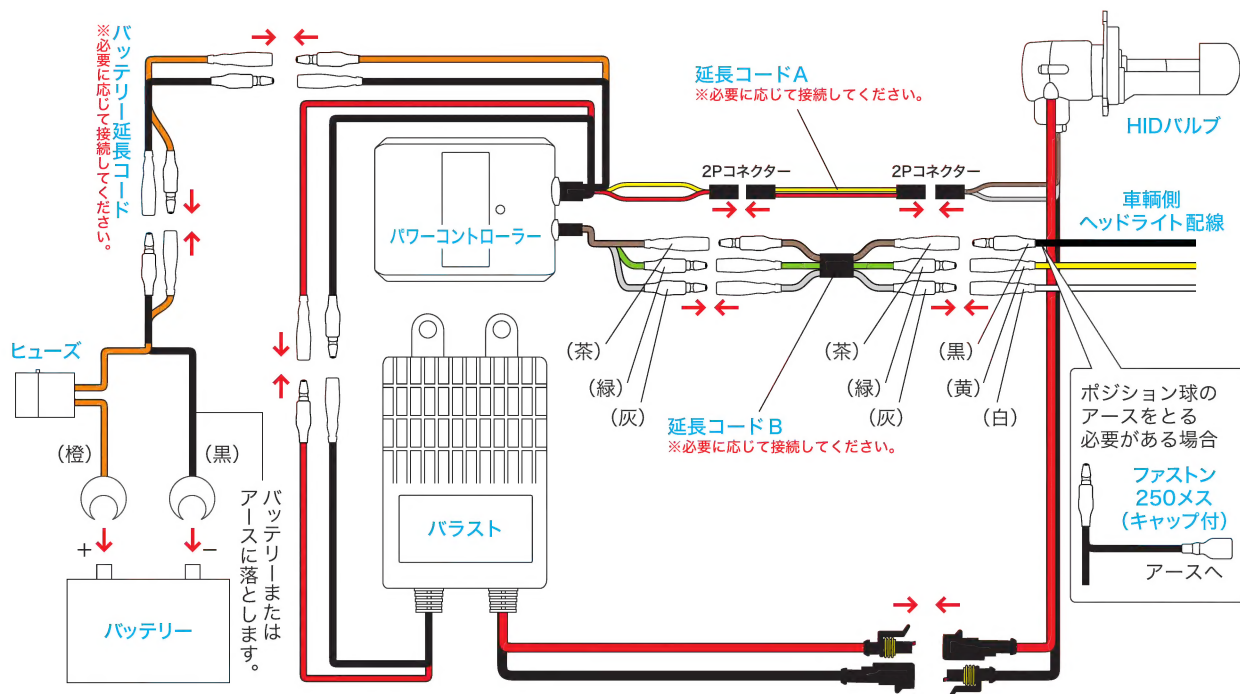 バッテリー延長コード
※必要に応じて接続してください。
延長コードA
※必要に応じて接続してください。
HIDバルブ
2Pコネクター
2Pコネクター
車輌側
ヘッドライト配線
パワーコントローラー
ヒューズ
(茶)
(緑)
(灰)
(茶)
(緑)
(灰)
(黒)
(黄)
(白)
延長コードB
※必要に応じて接続してください。
(橙)
(黒)
バッテリーまたは
アースに落とします。
+
−
バッテリー
バラスト
ポジション球の
アースをとる
必要がある場合
ファストン
250メス
(キャップ付)
アースへ